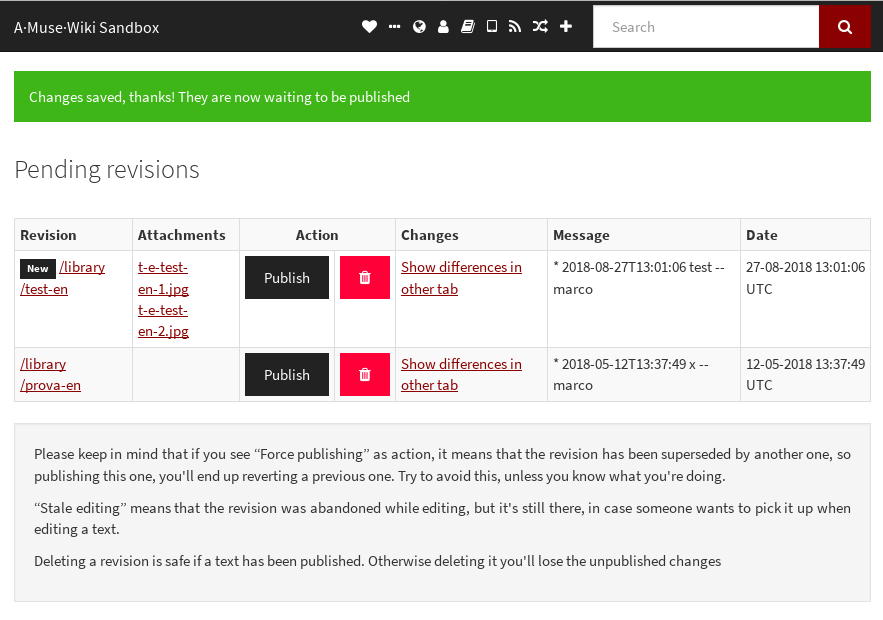 A·Muse·Wiki Sandbox
Search
Changes saved, thanks! They are now waiting to be published
Pending revisions
Revision Attachments Action Changes Message Date
New /library t-e-test- Publish Show differences in * 2018-08-27T13:01:06 test -- 27-08-2018 13:01:06
/test-en en-1.jpg other tab marco UTC
t-e-test-
en-2.jpg
/library Publish Show differences in * 2018-05-12T13:37:49 x -- 12-05-2018 13:37:49
/prova-en other tab marco UTC
Please keep in mind that if you see “Force publishing” as action, it means that the revision has been superseded by another one, so
publishing this one, you'll end up reverting a previous one. Try to avoid this, unless you know what you're doing.
“Stale editing” means that the revision was abandoned while editing, but it's still there, in case someone wants to pick it up when
editing a text.
Deleting a revision is safe if a text has been published. Otherwise deleting it you'll lose the unpublished changes